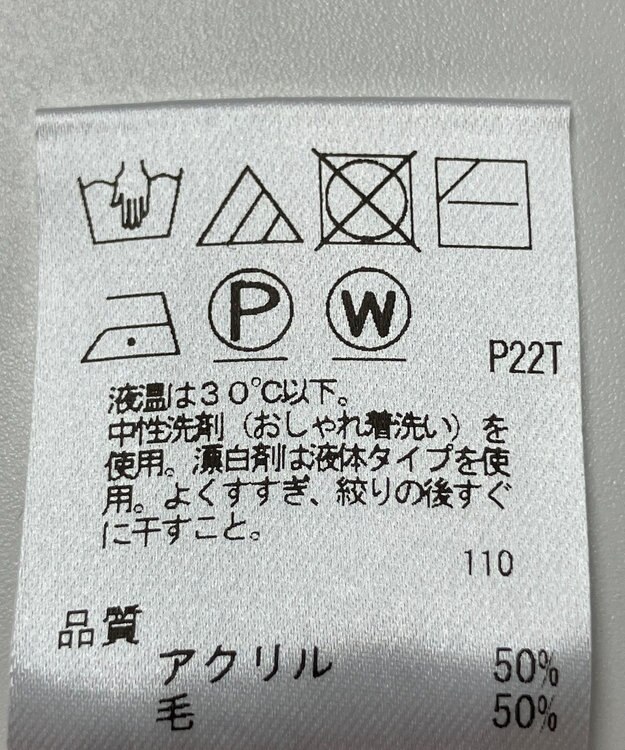 P
W
P22T
液温は30℃以下。
中性洗剤（おしゃれ着洗い）を
使用。漂白剤は液体タイプを使
用。よくすすぎ、絞りの後すぐ
に干すこと。
110
品質
アクリル 50%
毛 50%